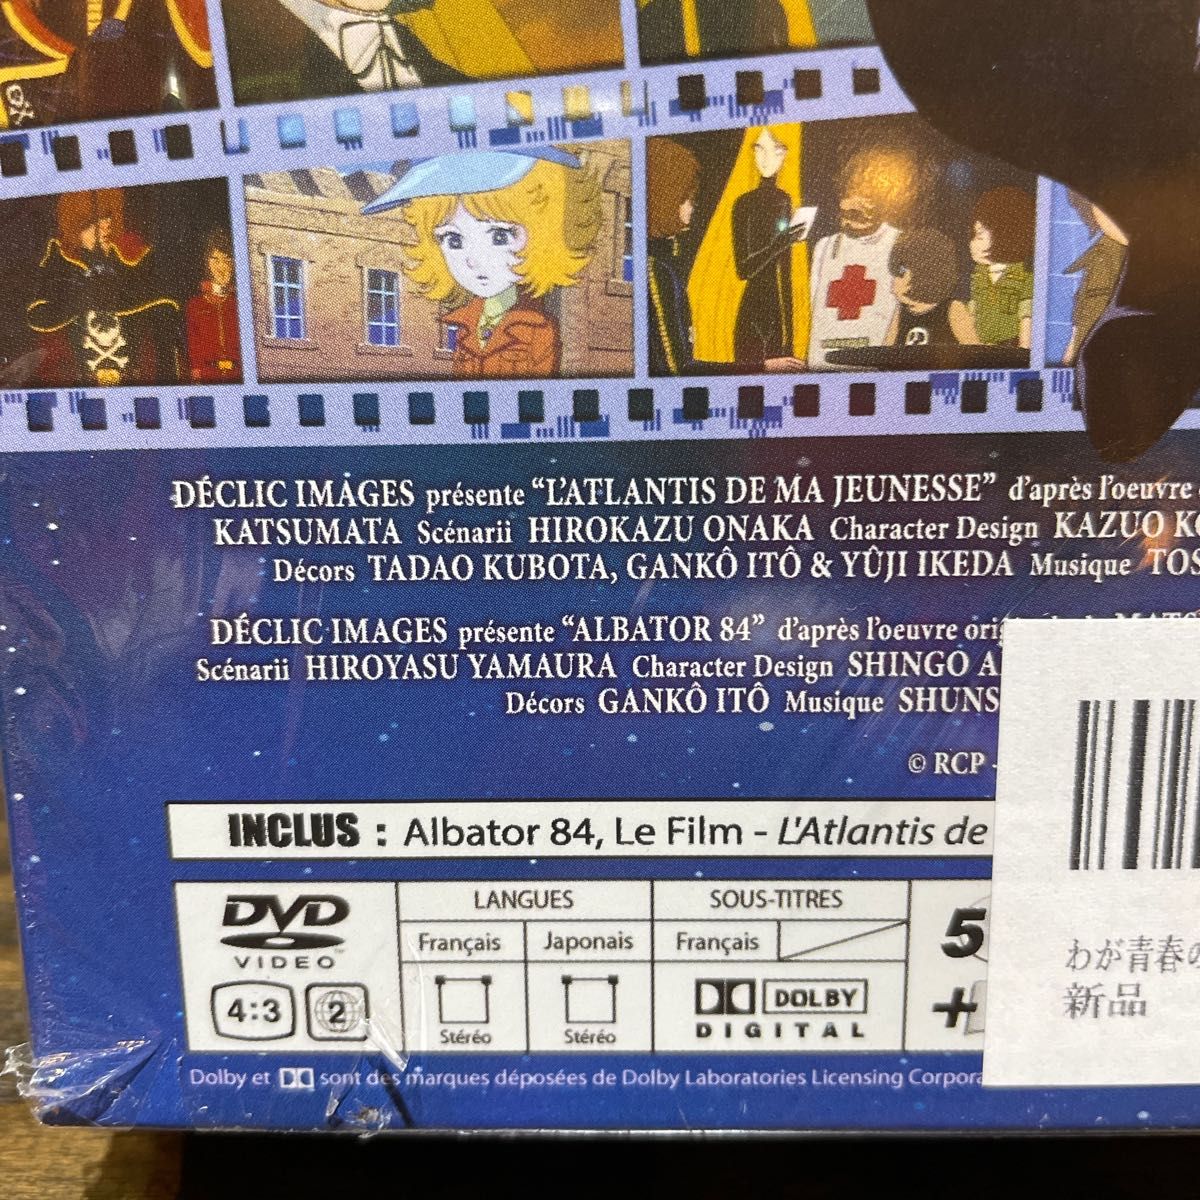 DÉCLIC IMAGES présente “L’ATLANTIS DE MA JEUNESSE” d’après l’oeuvre
KATSUMATA Scénarii HIROKAZU ONAKA Character Design KAZUO
Décors TADAO KUBOTA, GANKÔ ITÔ & YÛJI IKEDA Musique
DÉCLIC IMAGES présente “ALBATOR 84” d’après l’oeuvre
Scénarii HIROYASU YAMAURA Character Design SHINGO
Décors GANKÔ ITÔ Musique
© RCP -
INCLUS : Albator 84, Le Film - L'Atlantis de
DVD VIDEO
LANGUES
SOUS-TITRES
Français
Japonais
Français
5
4:3
2
Stéréo
Stéréo
DOLBY DIGITAL
+
Dolby et sont des marques déposées de Dolby Laboratories Licensing
わが青春の
新品